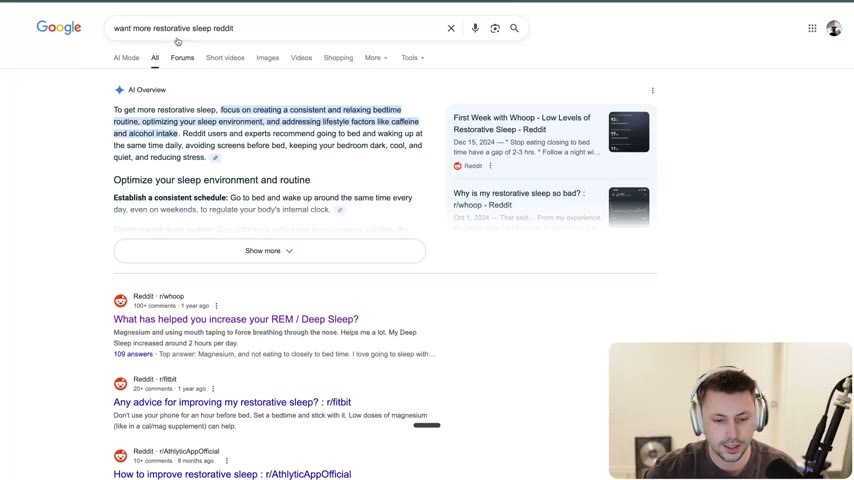 Google
want more restorative sleep reddit
AI Mode
All
Forums
Short videos
Images
Videos
Shopping
More
Tools
AI Overview
To get more restorative sleep, focus on creating a consistent and relaxing bedtime
routine, optimizing your sleep environment, and addressing lifestyle factors like caffeine
and alcohol intake. Reddit users and experts recommend going to bed and waking up at
the same time daily, avoiding screens before bed, keeping your bedroom dark, cool, and
quiet, and reducing stress.
Optimize your sleep environment and routine
Establish a consistent schedule: Go to bed and wake up around the same time every
day, even on weekends, to regulate your body's internal clock.
Show more
First Week with Whoop - Low Levels of
Restorative Sleep - Reddit
Dec 15, 2024 — * Stop eating closing to bed
time have a gap of 2-3 hrs. * Follow a night wi...
Reddit
Why is my restorative sleep so bad? :
r/whoop - Reddit
Oct 1, 2024 — That said... From my experience,
Reddit · r/whoop
100+ comments · 1 year ago
What has helped you increase your REM / Deep Sleep?
Magnesium and using mouth taping to force breathing through the nose. Helps me a lot. My Deep
Sleep increased around 2 hours per day.
109 answers · Top answer: Magnesium, and not eating to closely to bed time. I love going to sleep with...
Reddit · r/fitbit
20+ comments · 1 year ago
Any advice for improving my restorative sleep? : r/fitbit
Don't use your phone for an hour before bed. Set a bedtime and stick with it. Low doses of magnesium
(like in a cal/mag supplement) can help.
Reddit · r/AthlyticAppOfficial
10+ comments · 8 months ago
How to improve restorative sleep : r/AthlyticAppOfficial